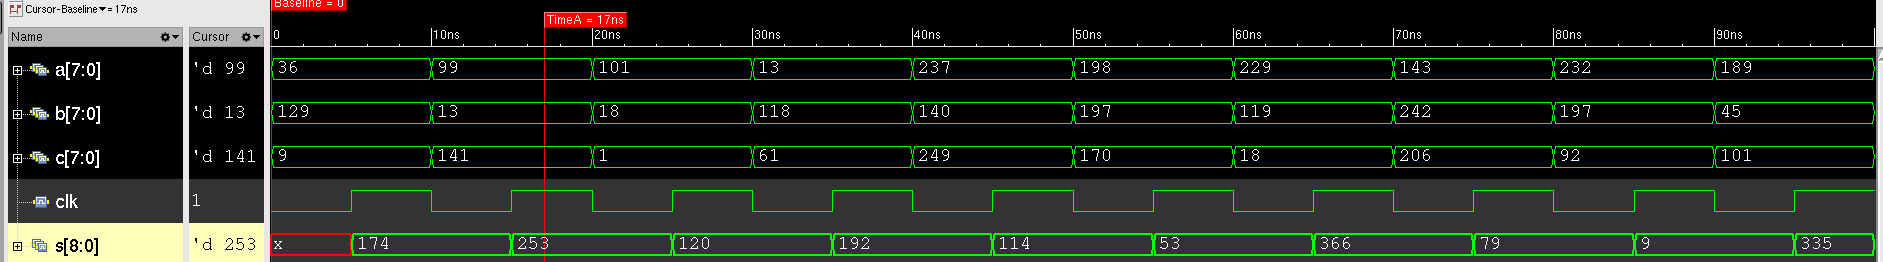 Baseline = 0
Cursor-Baseline▾= 17ns
TimeA = 17ns
Name Cursor 0 10ns 20ns 30ns 40ns 50ns 60ns 70ns 80ns 90ns
a[7:0] 'd 99 36 99 101 13 237 198 229 143 232 189
b[7:0] 'd 13 129 13 18 118 140 197 119 242 197 45
c[7:0] 'd 141 9 141 1 61 249 170 18 206 92 101
clk 1
s[8:0] 'd 253 x 174 253 120 192 114 53 366 79 9 335